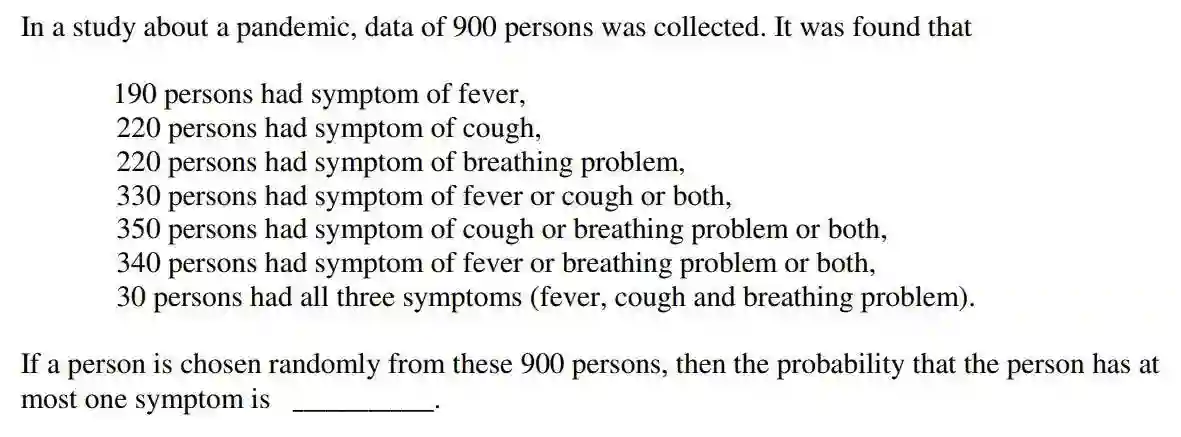 In a study about a pandemic, data of 900 persons was collected. It was found that
190 persons had symptom of fever,
220 persons had symptom of cough,
220 persons had symptom of breathing problem,
330 persons had symptom of fever or cough or both,
350 persons had symptom of cough or breathing problem or both,
340 persons had symptom of fever or breathing problem or both,
30 persons had all three symptoms (fever, cough and breathing problem).
If a person is chosen randomly from these 900 persons, then the probability that the person has at
most one symptom is __________.